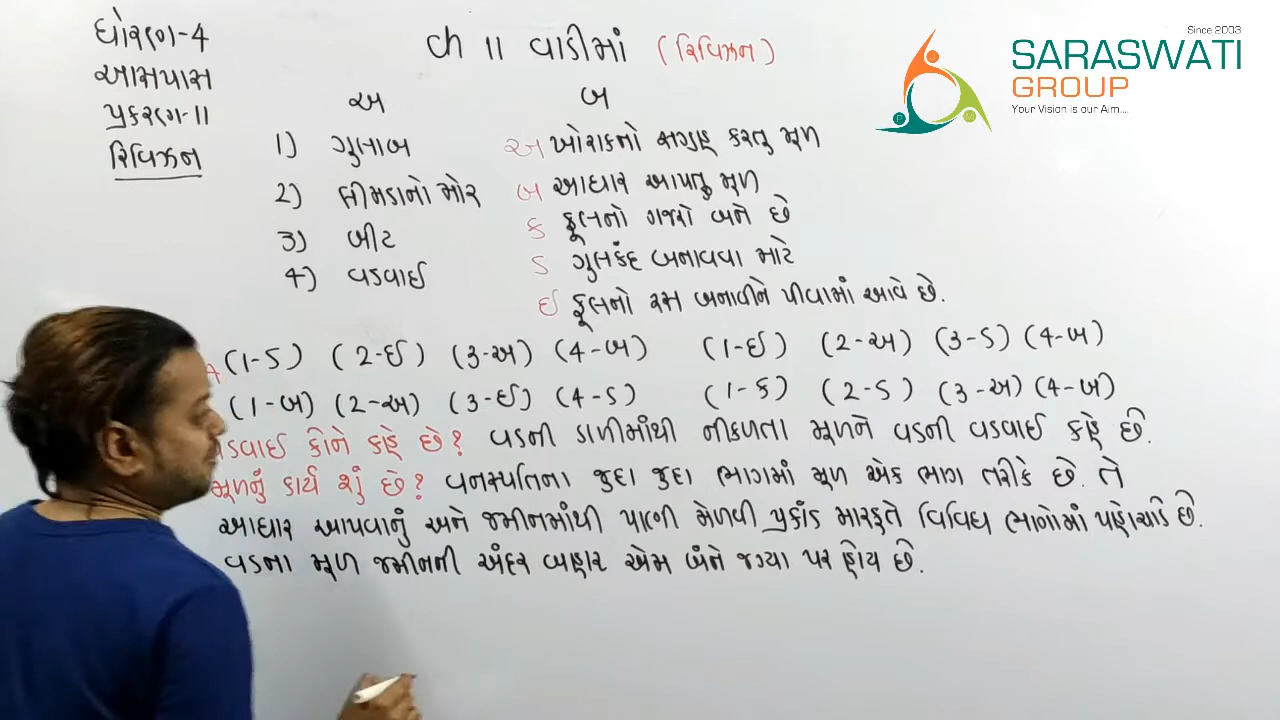 ધોરણ-4
આસપાસ
પ્રકરણ-11
રિવિઝન
ch 11 વાડીમાં (રિવિઝન)
અ બ
1) ગુલાબ અ ખોરાકનો સગ્રહ કરતુ મૂળ
2) લીમડાનો મોર બ આધાર આપતુ મૂળ
3) બીટ ક ફૂલનો ગજરો બને છે
4) વડવાઈ ડ ગુલકંદ બનાવવા માટે
ઈ ફૂલનો રસ બનાવીને પીવામાં આવે છે.
A (1-ડ) (2-ઈ) (3-અ) (4-બ) (1-ઈ) (2-અ) (3-ડ) (4-બ)
(1-બ) (2-અ) (3-ઈ) (4-ડ) (1-ક) (2-ડ) (3-અ) (4-બ)
વડવાઈ કોને કહે છે? વડની ડાળીમાંથી નીકળતા મૂળને વડની વડવાઈ કહે છે.
મૂળનું કાર્ય શું છે? વનસ્પતિના જુદા જુદા ભાગમાં મૂળ એક ભાગ તરીકે છે. તે
આધાર આપવાનું અને જમીનમાંથી પાણી મેળવી પ્રકાંડ મારફતે વિવિધ ભાગોમાં પહોચાડે છે.
વડના મૂળ જમીનની અંદર બહાર એમ બંને જગ્યા પર હોય છે.
Since 2003
SARASWATI
GROUP
Your Vision is our Aim....
P M